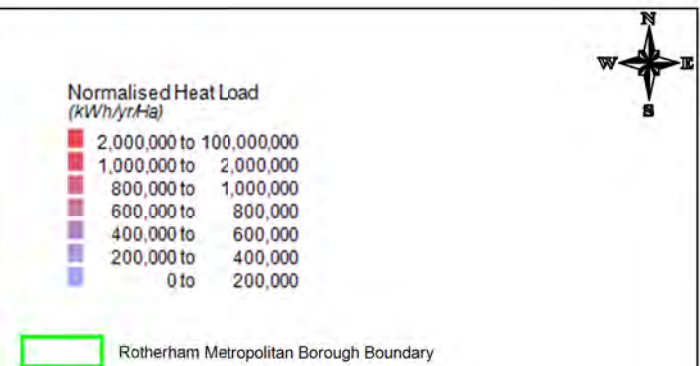 N
W E
S
Normalised Heat Load
(kWh/yr/Ha)
2,000,000 to 100,000,000
1,000,000 to 2,000,000
800,000 to 1,000,000
600,000 to 800,000
400,000 to 600,000
200,000 to 400,000
0 to 200,000
Rotherham Metropolitan Borough Boundary